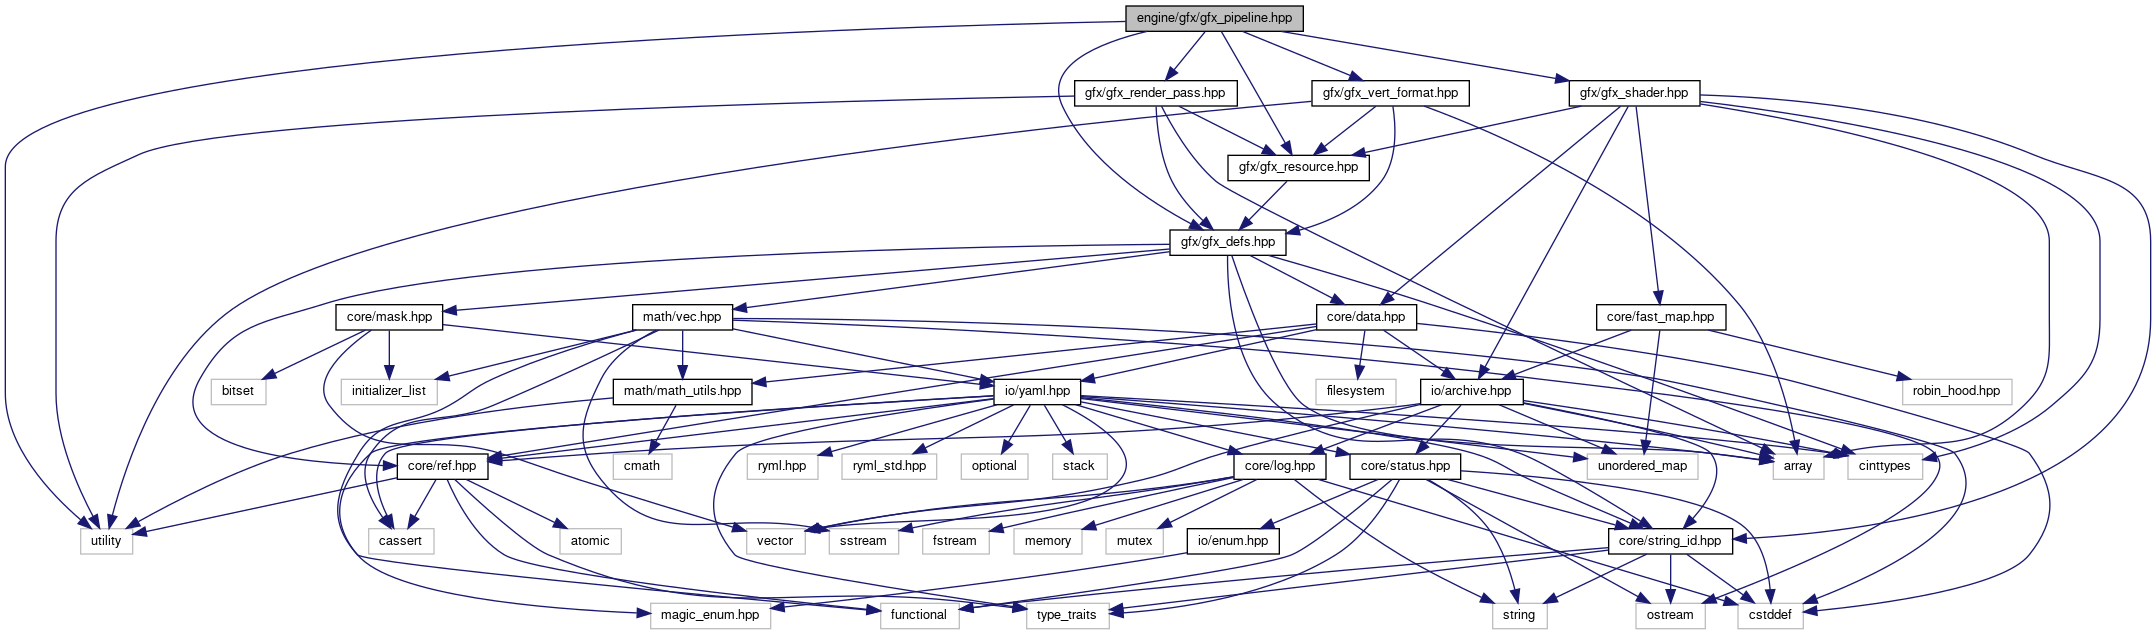 engine/gfx/gfx_pipeline.hpp
gfx/gfx_render_pass.hpp
gfx/gfx_vert_format.hpp
gfx/gfx_shader.hpp
gfx/gfx_resource.hpp
gfx/gfx_defs.hpp
core/mask.hpp
math/vec.hpp
core/data.hpp
core/fast_map.hpp
bitset
initializer_list
math/math_utils.hpp
io/yaml.hpp
filesystem
io/archive.hpp
robin_hood.hpp
core/ref.hpp
cmath
ryml.hpp
ryml_std.hpp
optional
stack
core/log.hpp
core/status.hpp
unordered_map
array
cinttypes
utility
cassert
atomic
vector
sstream
fstream
memory
mutex
io/enum.hpp
core/string_id.hpp
magic_enum.hpp
functional
type_traits
string
ostream
cstddef